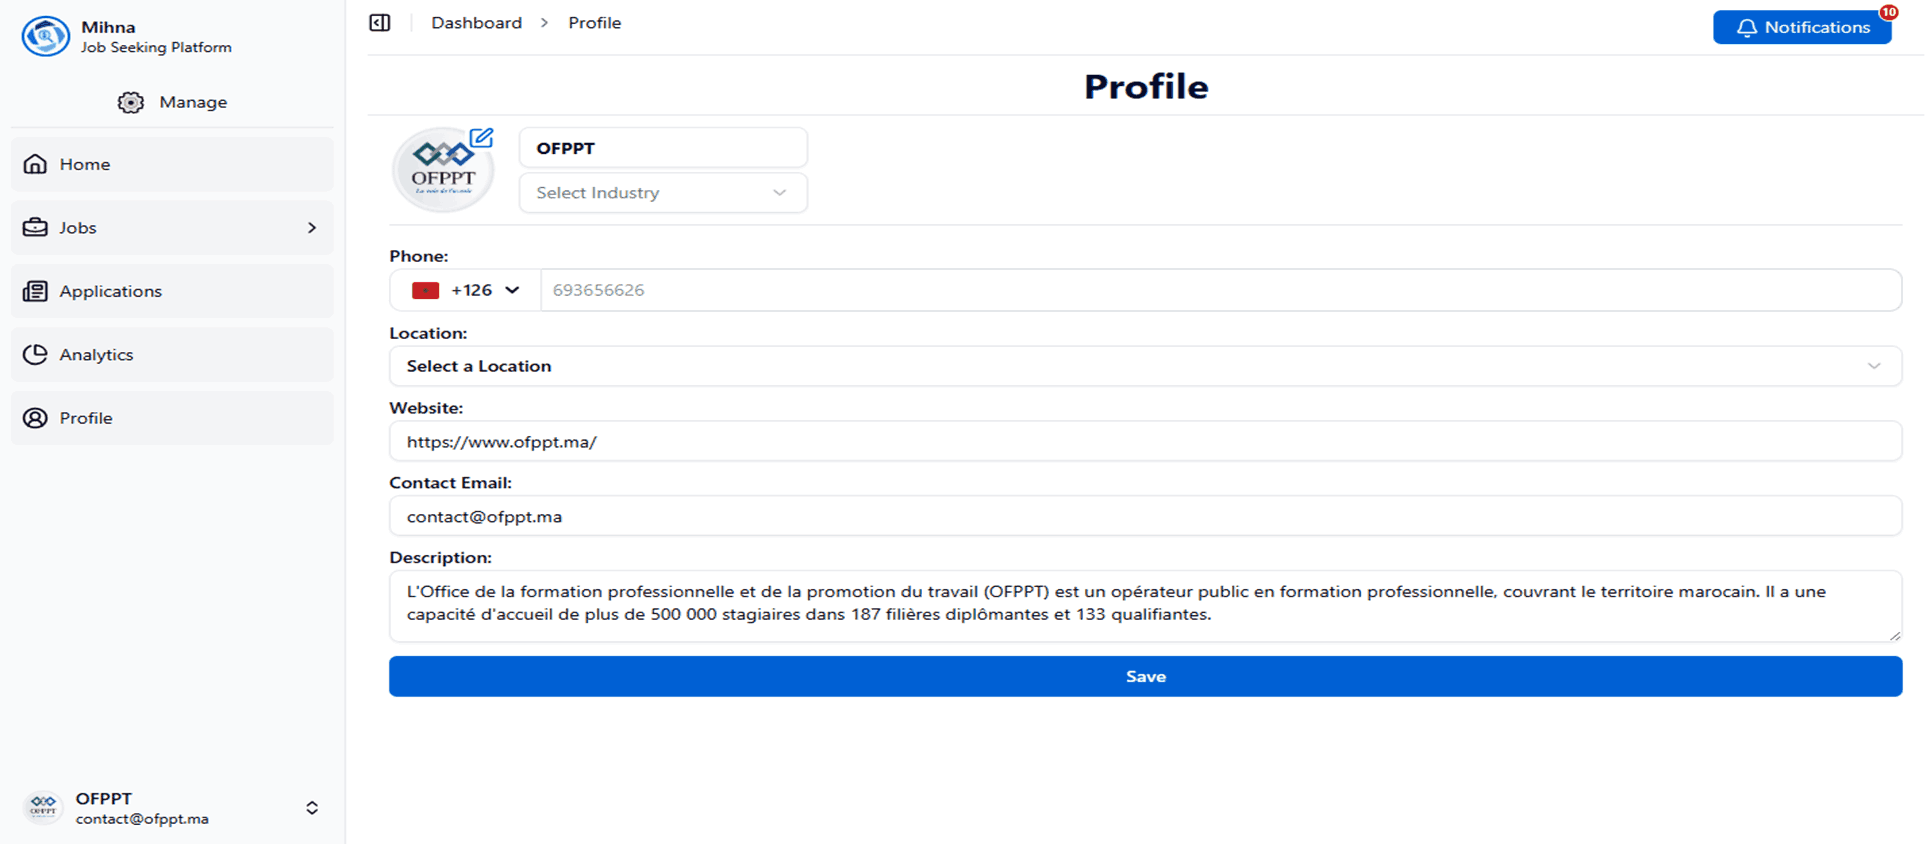 Mihna
Job Seeking Platform
Manage
Home
Jobs
Applications
Analytics
Profile
OFPPT
contact@ofppt.ma
Dashboard > Profile
Notifications
10
Profile
OFPPT
La voie de l'avenir
OFPPT
Select Industry
Phone:
+126
693656626
Location:
Select a Location
Website:
https://www.ofppt.ma/
Contact Email:
contact@ofppt.ma
Description:
L'Office de la formation professionnelle et de la promotion du travail (OFPPT) est un opérateur public en formation professionnelle, couvrant le territoire marocain. Il a une
capacité d'accueil de plus de 500 000 stagiaires dans 187 filières diplômantes et 133 qualifiantes.
Save